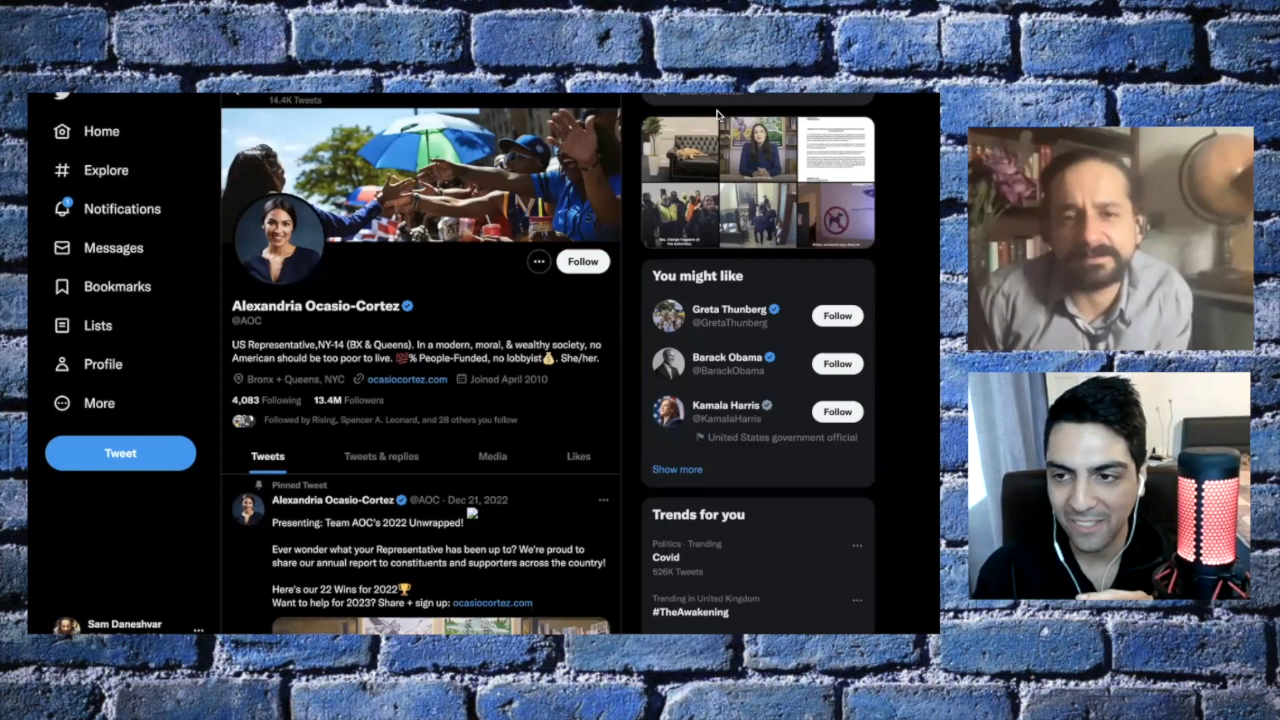 14.4K Tweets
Home
Explore
1
Notifications
Messages
Bookmarks
Lists
Profile
More
Tweet
Sam Daneshvar
Follow
Alexandria Ocasio-Cortez
@AOC
US Representative,NY-14 (BX & Queens). In a modern, moral, & wealthy society, no
American should be too poor to live. 💯% People-Funded, no lobbyist💰. She/her.
Bronx + Queens, NYC ocasiocortez.com Joined April 2010
4,083 Following 13.4M Followers
Followed by Rising, Spencer A. Leonard, and 28 others you follow
Tweets Tweets & replies Media Likes
Pinned Tweet
Alexandria Ocasio-Cortez @AOC · Dec 21, 2022
Presenting: Team AOC's 2022 Unwrapped!
Ever wonder what your Representative has been up to? We're proud to
share our annual report to constituents and supporters across the country!
Here's our 22 Wins for 2022🏆
Want to help for 2023? Share + sign up: ocasiocortez.com
You might like
Greta Thunberg
@GretaThunberg
Follow
Barack Obama
@BarackObama
Follow
Kamala Harris
@KamalaHarris
Follow
United States government official
Show more
Trends for you
Politics · Trending
Covid
526K Tweets
Trending in United Kingdom
#TheAwakening